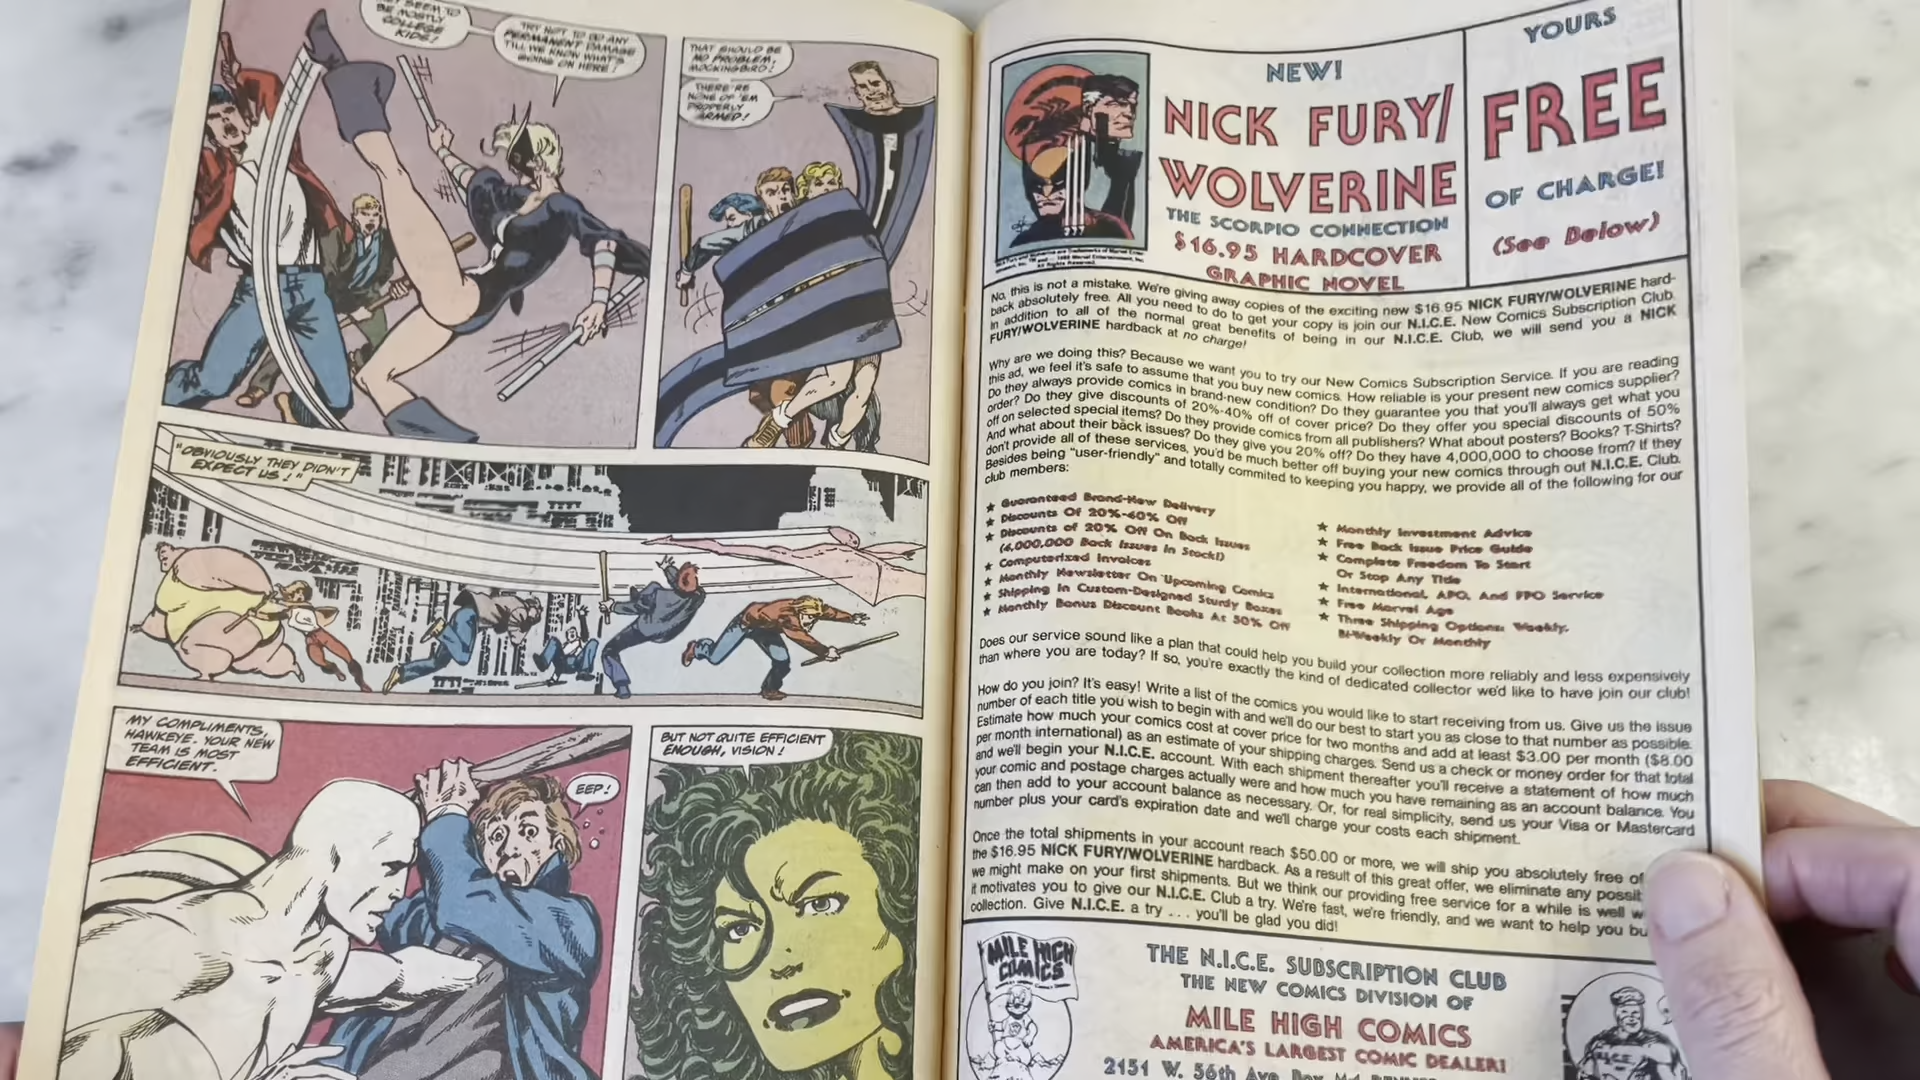 THEY SEEM TO
BE MOSTLY
COLLEGE
KIDS!
TRY NOT TO DO ANY
PERMANENT DAMAGE
TILL WE KNOW WHAT'S
GOING ON HERE!
THAT SHOULD BE
NO PROBLEM,
MOCKINGBIRD!
THERE'RE
NONE OF 'EM
PROPERLY
ARMED!
"OBVIOUSLY THEY DIDN'T
EXPECT US!"
MY COMPLIMENTS,
HAWKEYE. YOUR NEW
TEAM IS MOST
EFFICIENT.
EEP!
BUT NOT QUITE EFFICIENT
ENOUGH, VISION!
NEW!
NICK FURY/
WOLVERINE
THE SCORPIO CONNECTION
$16.95 HARDCOVER
GRAPHIC NOVEL
YOURS
FREE
OF CHARGE!
(See Below)
No, this is not a mistake. We're giving away copies of the exciting new $16.95 NICK FURY/WOLVERINE hard-
back absolutely free. All you need to do to get your copy is join our N.I.C.E. New Comics Subscription Club.
In addition to all of the normal great benefits of being in our N.I.C.E. Club, we will send you a NICK
FURY/WOLVERINE hardback at no charge!
Why are we doing this? Because we want you to try our New Comics Subscription Service. If you are reading
this ad, we feel it's safe to assume that you buy new comics. How reliable is your present new comics supplier?
Do they always provide comics in brand-new condition? Do they guarantee you that you'll always get what you
order? Do they give discounts of 20%-40% off of cover price? Do they offer you special discounts of 50%
off on selected special items? Do they provide comics from all publishers? What about posters? Books? T-Shirts?
And what about their back issues? Do they give you 20% off? Do they have 4,000,000 to choose from? If they
don't provide all of these services, you'd be much better off buying your new comics through out N.I.C.E. Club.
Besides being "user-friendly" and totally commited to keeping you happy, we provide all of the following for our
club members:
★ Guaranteed Brand-New Delivery
★ Discounts Of 20%-40% Off
★ Discounts of 20% Off On Back Issues
(4,000,000 Back Issues In Stock!)
★ Computerized Invoices
★ Monthly Newsletter On Upcoming Comics
★ Shipping In Custom-Designed Sturdy Boxes
★ Monthly Bonus Discount Books At 50% Off
★ Monthly Investment Advice
★ Free Back Issue Price Guide
★ Complete Freedom To Start
Or Stop Any Title
★ International, APO, And FPO Service
★ Free Marvel Age
★ Three Shipping Options: Weekly,
Bi-Weekly Or Monthly
Does our service sound like a plan that could help you build your collection more reliably and less expensively
than where you are today? If so, you're exactly the kind of dedicated collector we'd like to have join our club!
How do you join? It's easy! Write a list of the comics you would like to start receiving from us. Give us the issue
number of each title you wish to begin with and we'll do our best to start you as close to that number as possible.
Estimate how much your comics cost at cover price for two months and add at least $3.00 per month ($8.00
per month international) as an estimate of your shipping charges. Send us a check or money order for that total
and we'll begin your N.I.C.E. account. With each shipment thereafter you'll receive a statement of how much
your comic and postage charges actually were and how much you have remaining as an account balance. You
can then add to your account balance as necessary. Or, for real simplicity, send us your Visa or Mastercard
number plus your card's expiration date and we'll charge your costs each shipment.
Once the total shipments in your account reach $50.00 or more, we will ship you absolutely free of
the $16.95 NICK FURY/WOLVERINE hardback. As a result of this great offer, we eliminate any
we might make on your first shipments. But we think our providing free service for a while is well
it motivates you to give our N.I.C.E. Club a try. We're fast, we're friendly, and we want to help you
collection. Give N.I.C.E. a try . . . you'll be glad you did!
MILE HIGH
COMICS
THE N.I.C.E. SUBSCRIPTION CLUB
THE NEW COMICS DIVISION OF
MILE HIGH COMICS
AMERICA'S LARGEST COMIC DEALER!
2151 W. 56th Ave.
N.I.C.E.